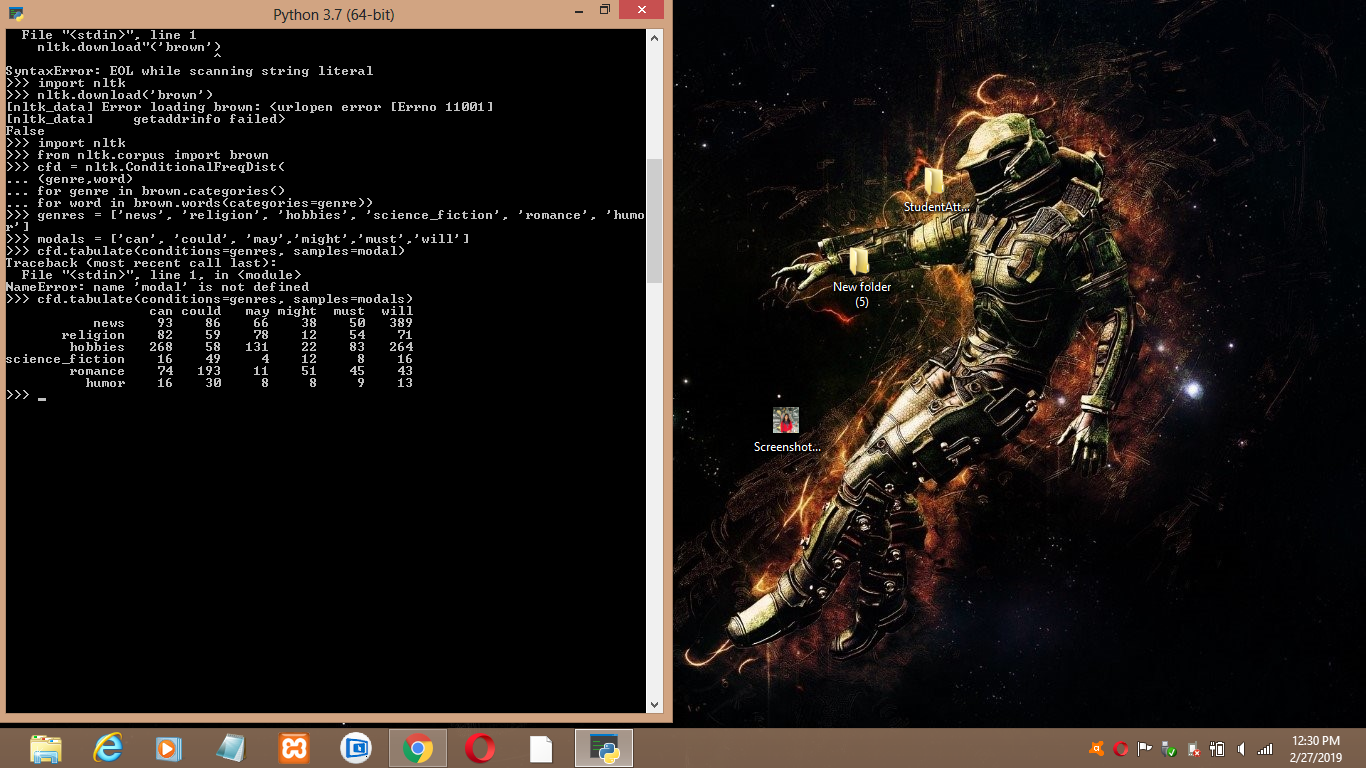 Python 3.7 (64-bit)
File "<stdin>", line 1
nltk.download"('brown')
^
SyntaxError: EOL while scanning string literal
>>> import nltk
>>> nltk.download('brown')
[nltk_data] Error loading brown: <urlopen error [Errno 11001]
[nltk_data]     getaddrinfo failed>
False
>>> import nltk
>>> from nltk.corpus import brown
>>> cfd = nltk.ConditionalFreqDist(
... (genre,word)
... for genre in brown.categories()
... for word in brown.words(categories=genre))
>>> genres = ['news', 'religion', 'hobbies', 'science_fiction', 'romance', 'humo
r']
>>> modals = ['can', 'could', 'may','might','must','will']
>>> cfd.tabulate(conditions=genres, samples=modal)
Traceback (most recent call last):
File "<stdin>", line 1, in <module>
NameError: name 'modal' is not defined
>>> cfd.tabulate(conditions=genres, samples=modals)
can could may might must will
news 93 86 66 38 50 389
religion 82 59 78 12 54 71
hobbies 268 58 131 22 83 264
science_fiction 16 49 4 12 8 16
romance 74 193 11 51 45 43
humor 16 30 8 8 9 13
>>> _
StudentAtt...
New folder
(5)
Screenshot...
12:30 PM
2/27/2019